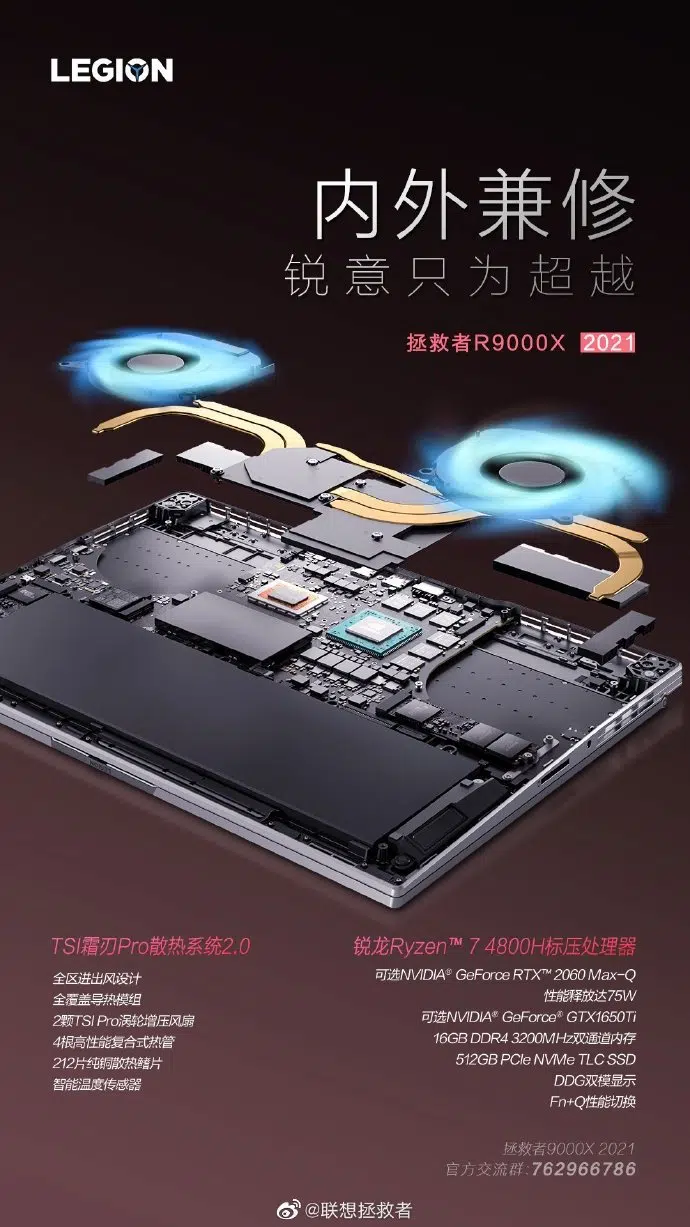 LEGION
内外兼修
锐意只为超越
拯救者R9000X 2021
TSI霜刃Pro散热系统2.0
全区进出风设计
全覆盖导热模组
2颗TSI Pro涡轮增压风扇
4根高性能复合式热管
212片纯铜散热鳍片
智能温度传感器
锐龙Ryzen™ 7 4800H标压处理器
可选NVIDIA® GeForce RTX™ 2060 Max-Q
性能释放达75W
可选NVIDIA® GeForce® GTX1650Ti
16GB DDR4 3200MHz双通道内存
512GB PCIe NVMe TLC SSD
DDG双模显示
Fn+Q性能切换
拯救者9000X 2021
官方交流群:762966786
@联想拯救者